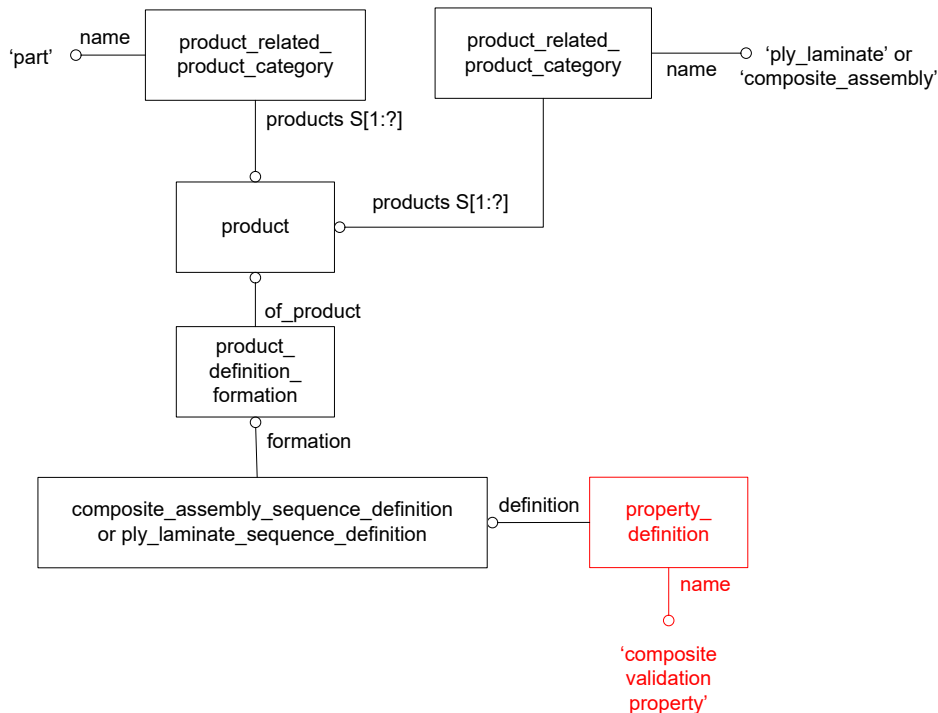 ‘part’
name
product_related_
product_category
product_related_
product_category
name
‘ply_laminate’ or
‘composite_assembly’
products S[1:?]
products S[1:?]
product
of_product
product_
definition_
formation
formation
composite_assembly_sequence_definition
or ply_laminate_sequence_definition
definition
property_
definition
name
‘composite
validation
property’